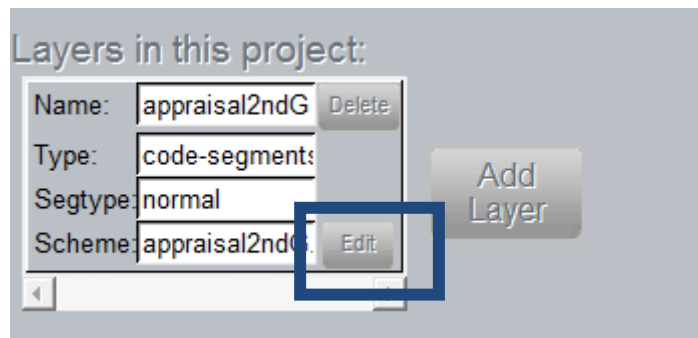 Layers in this project:
Name: appraisal2ndG Delete
Type: code-segments
Segtype: normal
Scheme: appraisal2ndG. Edit
Add
Layer